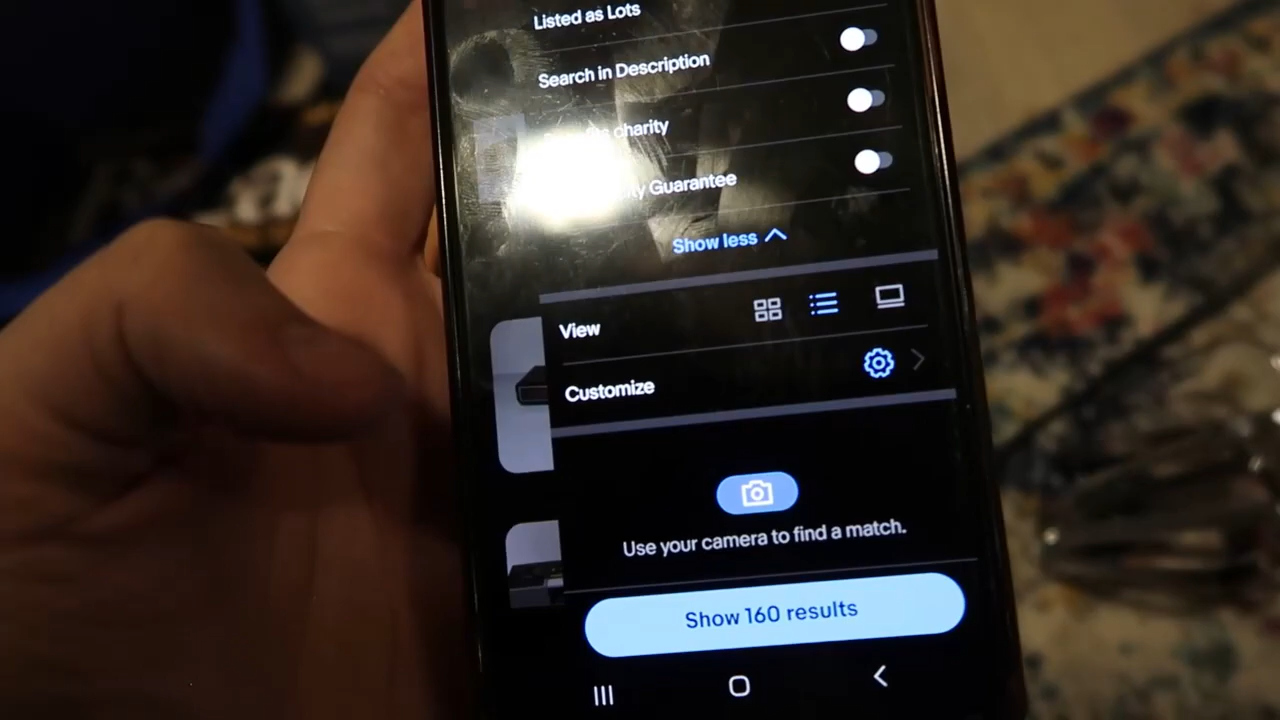 Listed as Lots
Search in Description
charity
Guarantee
Show less
View
Customize
Use your camera to find a match.
Show 160 results